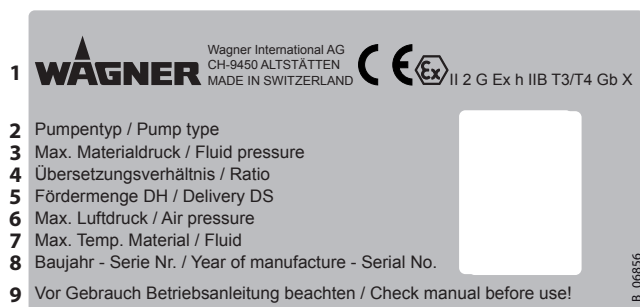 1 WAGNER
Wagner International AG
CH-9450 ALTSTÄTTEN
MADE IN SWITZERLAND
CE Ex II 2 G Ex h IIB T3/T4 Gb X
2 Pumpentyp / Pump type
3 Max. Materialdruck / Fluid pressure
4 Übersetzungsverhältnis / Ratio
5 Fördermenge DH / Delivery DS
6 Max. Luftdruck / Air pressure
7 Max. Temp. Material / Fluid
8 Baujahr - Serie Nr. / Year of manufacture - Serial No.
9 Vor Gebrauch Betriebsanleitung beachten / Check manual before use!
B_06856